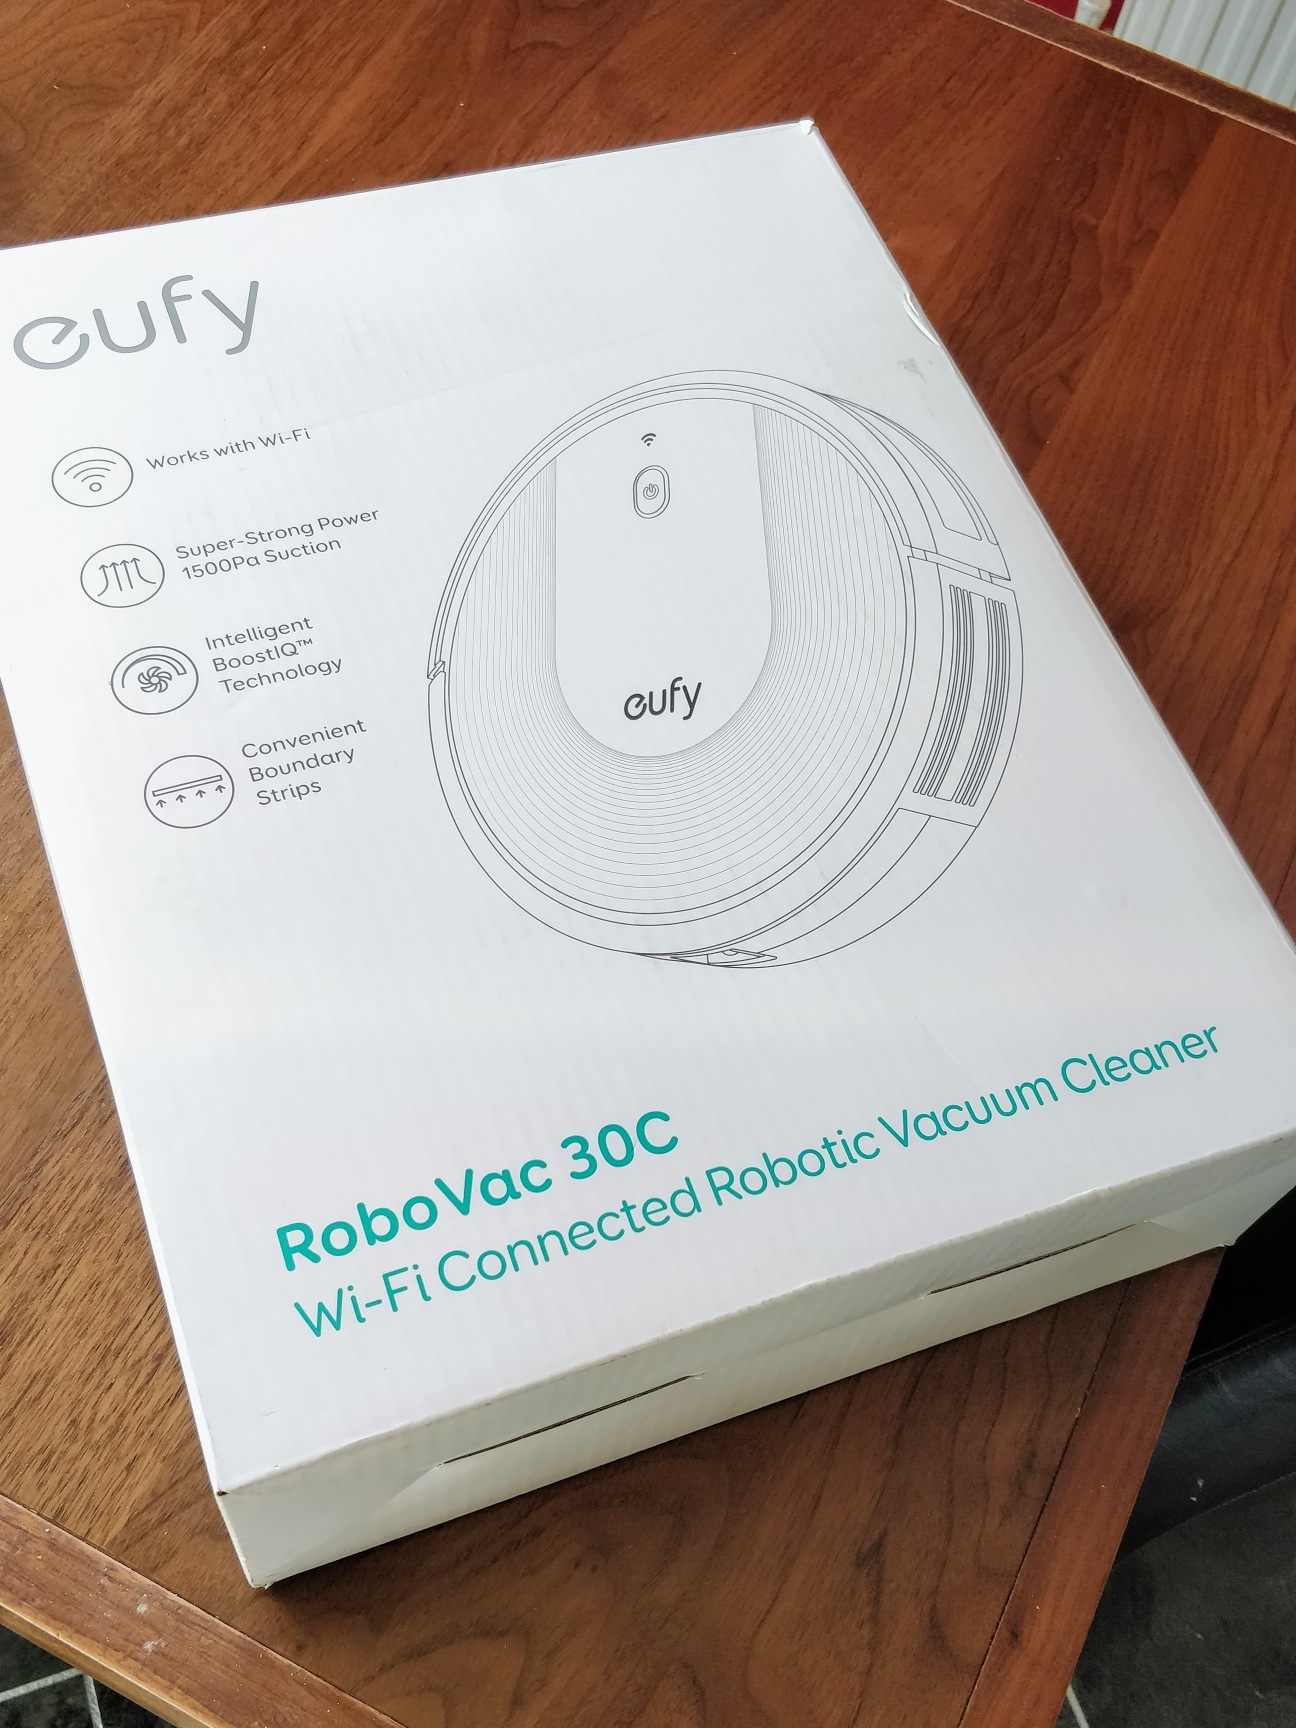 eufy
Works with Wi-Fi
Super-Strong Power
1500Pa Suction
Intelligent
BoostIQ™
Technology
Convenient
Boundary
Strips
eufy
RoboVac 30C
Wi-Fi Connected Robotic Vacuum Cleaner